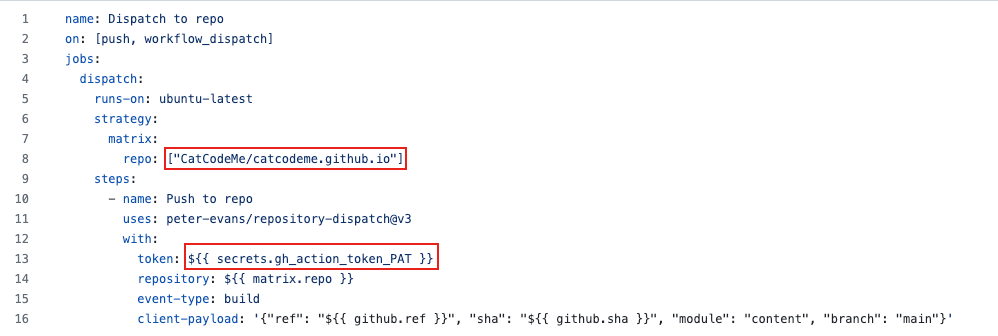 1 name: Dispatch to repo
2 on: [push, workflow_dispatch]
3 jobs:
4 dispatch:
5 runs-on: ubuntu-latest
6 strategy:
7 matrix:
8 repo: ["CatCodeMe/catcodeme.github.io"]
9 steps:
10 - name: Push to repo
11 uses: peter-evans/repository-dispatch@v3
12 with:
13 token: ${{ secrets.gh_action_token_PAT }}
14 repository: ${{ matrix.repo }}
15 event-type: build
16 client-payload: '{"ref": "${{ github.ref }}", "sha": "${{ github.sha }}", "module": "content", "branch": "main"}'